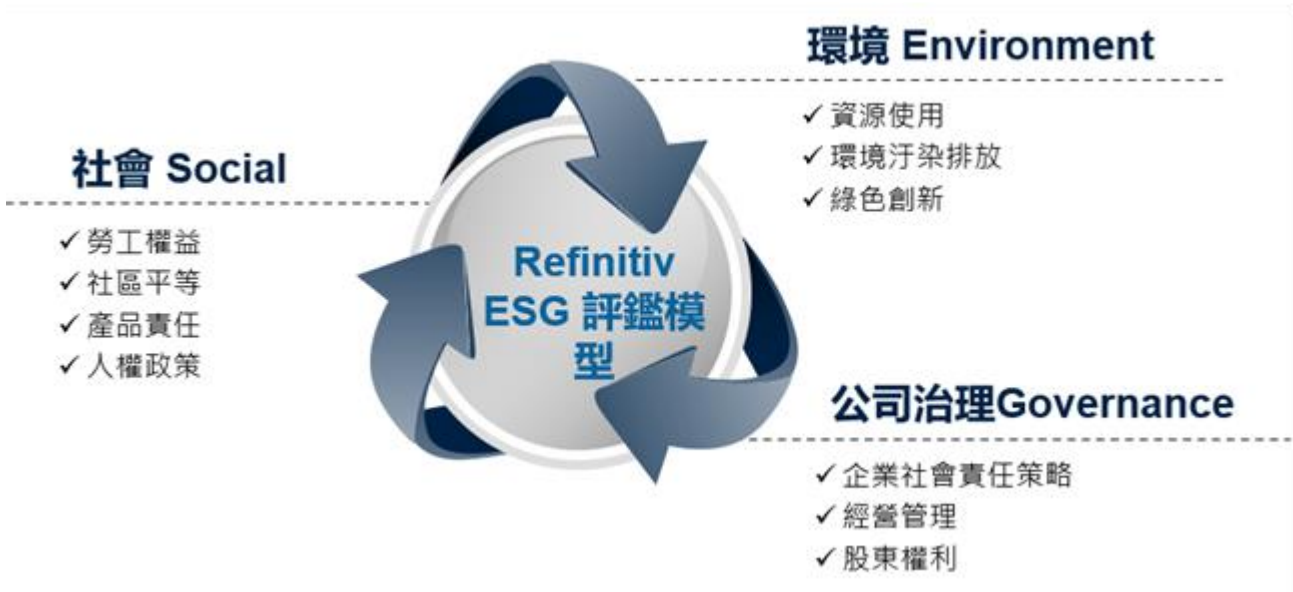 環境 Environment
✓ 資源使用
✓ 環境汙染排放
✓ 綠色創新
社會 Social
✓ 勞工權益
✓ 社區平等
✓ 產品責任
✓ 人權政策
Refinitiv
ESG 評鑑模
型
公司治理Governance
✓ 企業社會責任策略
✓ 經營管理
✓ 股東權利